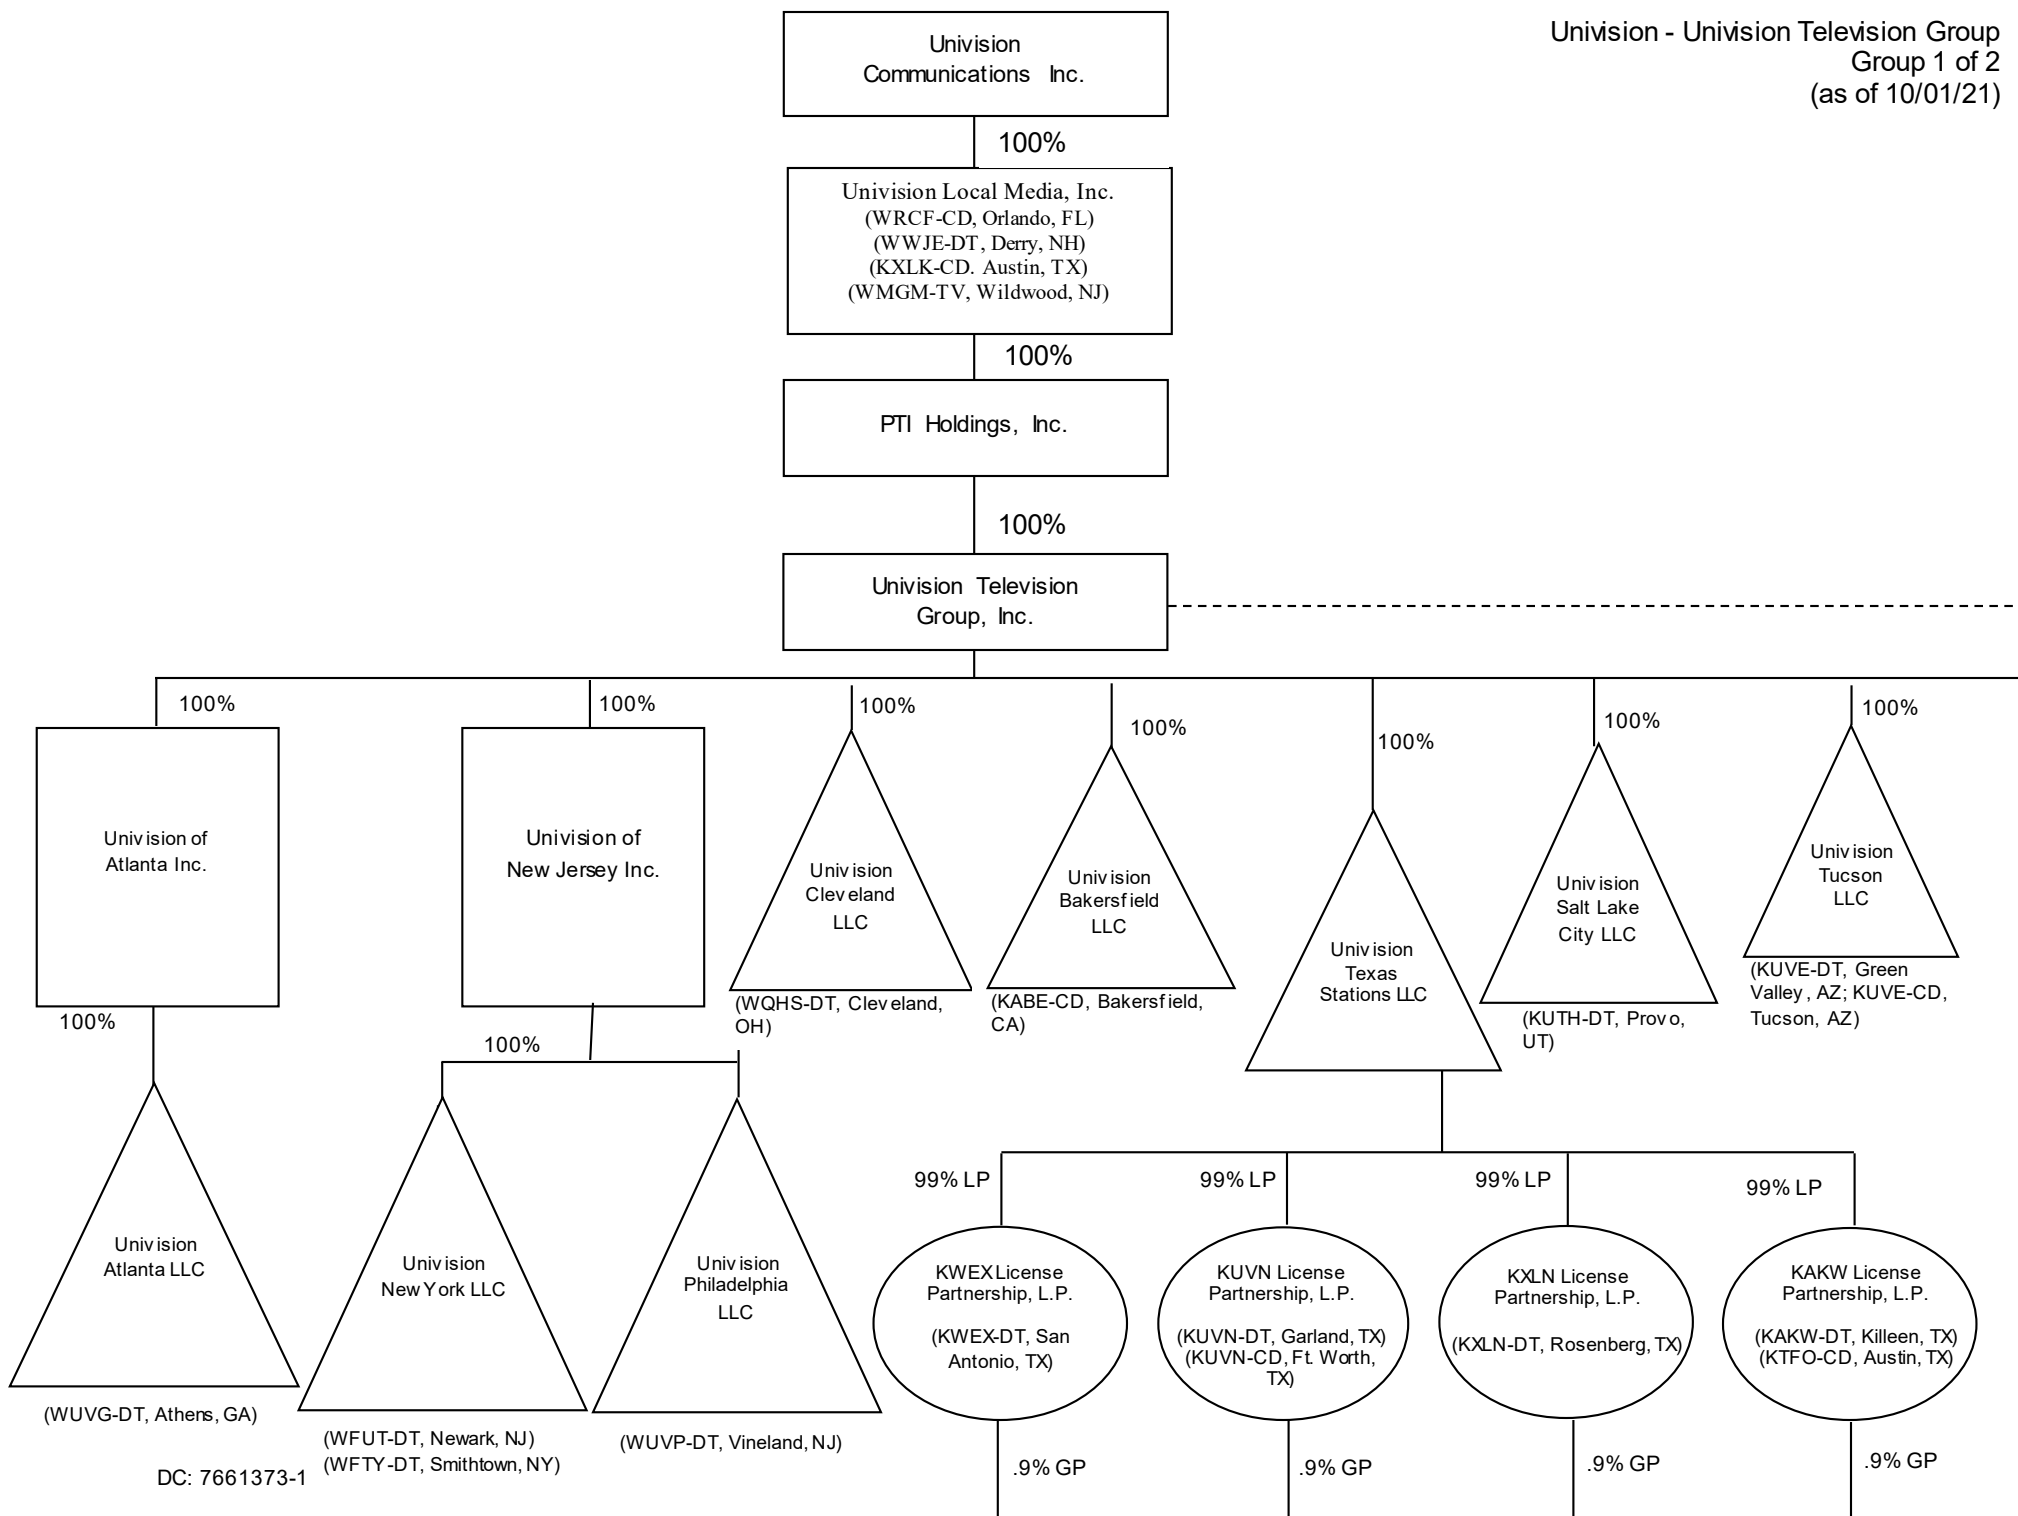 Univision - Univision Television Group
Group 1 of 2
(as of 10/01/21)
Univision
Communications Inc.
100%
Univision Local Media, Inc.
(WRCF-CD, Orlando, FL)
(WWJE-DT, Derry, NH)
(KXLK-CD. Austin, TX)
(WMGM-TV, Wildwood, NJ)
100%
PTI Holdings, Inc.
100%
Univision Television
Group, Inc.
100%
100%
100%
100%
100%
100%
100%
Univision of
Atlanta Inc.
Univision of
New Jersey Inc.
Univision
Cleveland
LLC
Univision
Bakersfield
LLC
Univision
Texas
Stations LLC
Univision
Salt Lake
City LLC
Univision
Tucson
LLC
(WQHS-DT, Cleveland,
OH)
(KABE-CD, Bakersfield,
CA)
(KUTH-DT, Provo,
UT)
(KUVE-DT, Green
Valley, AZ; KUVE-CD,
Tucson, AZ)
100%
100%
Univision
Atlanta LLC
Univision
New York LLC
Univision
Philadelphia
LLC
99% LP
99% LP
99% LP
99% LP
KWEX License
Partnership, L.P.
(KWEX-DT, San
Antonio, TX)
KUVN License
Partnership, L.P.
(KUVN-DT, Garland, TX)
(KUVN-CD, Ft. Worth,
TX)
KXLN License
Partnership, L.P.
(KXLN-DT, Rosenberg, TX)
KAKW License
Partnership, L.P.
(KAKW-DT, Killeen, TX)
(KTFO-CD, Austin, TX)
(WUVG-DT, Athens, GA)
(WFUT-DT, Newark, NJ)
(WFTY-DT, Smithtown, NY)
(WUVP-DT, Vineland, NJ)
.9% GP
.9% GP
.9% GP
.9% GP
DC: 7661373-1